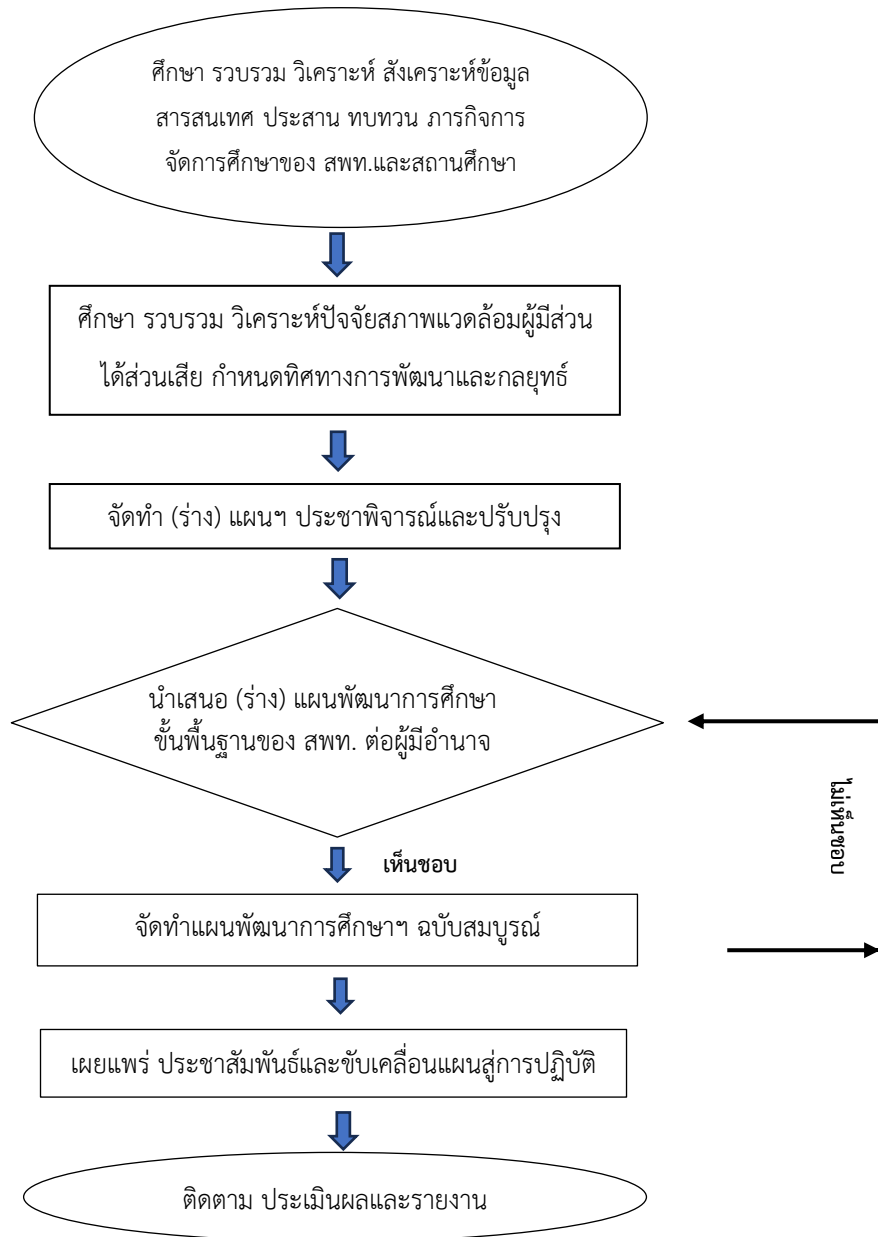 ศึกษา รวบรวม วิเคราะห์ สังเคราะห์ข้อมูล
สารสนเทศ ประสาน ทบทวน ภารกิจการ
จัดการศึกษาของ สพท.และสถานศึกษา
ศึกษา รวบรวม วิเคราะห์ปัจจัยสภาพแวดล้อมผู้มีส่วน
ได้ส่วนเสีย กำหนดทิศทางการพัฒนาและกลยุทธ์
จัดทำ (ร่าง) แผนฯ ประชาพิจารณ์และปรับปรุง
นำเสนอ (ร่าง) แผนพัฒนาการศึกษา
ขั้นพื้นฐานของ สพท. ต่อผู้มีอำนาจ
ไม่เห็นชอบ
เห็นชอบ
จัดทำแผนพัฒนาการศึกษาฯ ฉบับสมบูรณ์
เผยแพร่ ประชาสัมพันธ์และขับเคลื่อนแผนสู่การปฏิบัติ
ติดตาม ประเมินผลและรายงาน